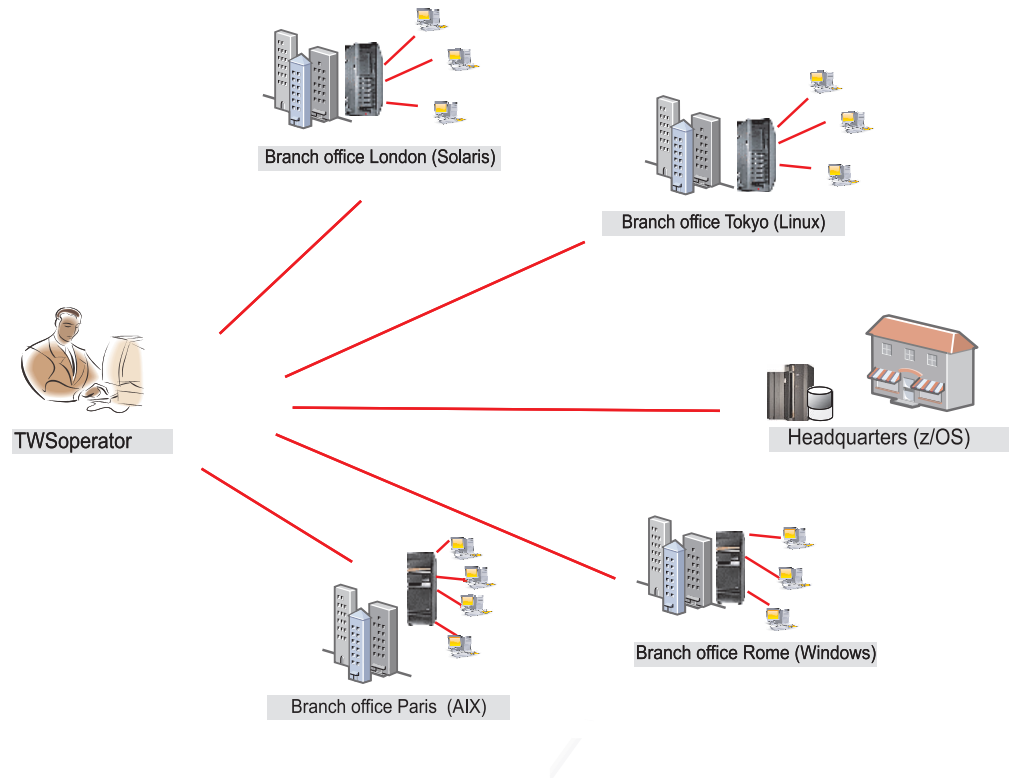 Branch office London (Solaris)
Branch office Tokyo (Linux)
TWSoperator
Headquarters (z/OS)
Branch office Rome (Windows)
Branch office Paris (AIX)